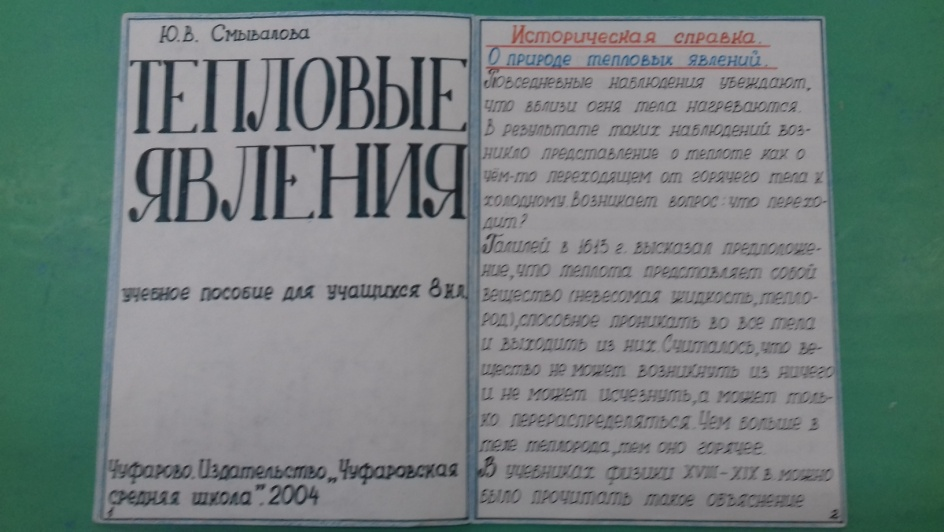 Ю.В. Смывалова
ТЕПЛОВЫЕ
ЯВЛЕНИЯ
учебное пособие для учащихся 8 кл.
Чуфарово. Издательство „Чуфаровская
средняя школа”. 2004
1
Историческая справка.
О природе тепловых явлений.
Повседневные наблюдения убеждают,
что вблизи огня тела нагреваются.
В результате таких наблюдений воз-
никло представление о теплоте как о
чём-то переходящем от горячего тела к
холодному. Возникает вопрос: что перехо-
дит?
Галилей в 1613 г. высказал предположе-
ние, что теплота представляет собой
вещество (невесомая жидкость, тепло-
род), способное проникать во все тела
и выходить из них. Считалось, что ве-
щество не может возникнуть из ничего
и не может исчезнуть, а может толь-
ко перераспределяться. Чем больше в
теле теплорода, тем оно горячее.
В учебниках физики XVIII-XIX в. можно
было прочитать такое объяснение
2